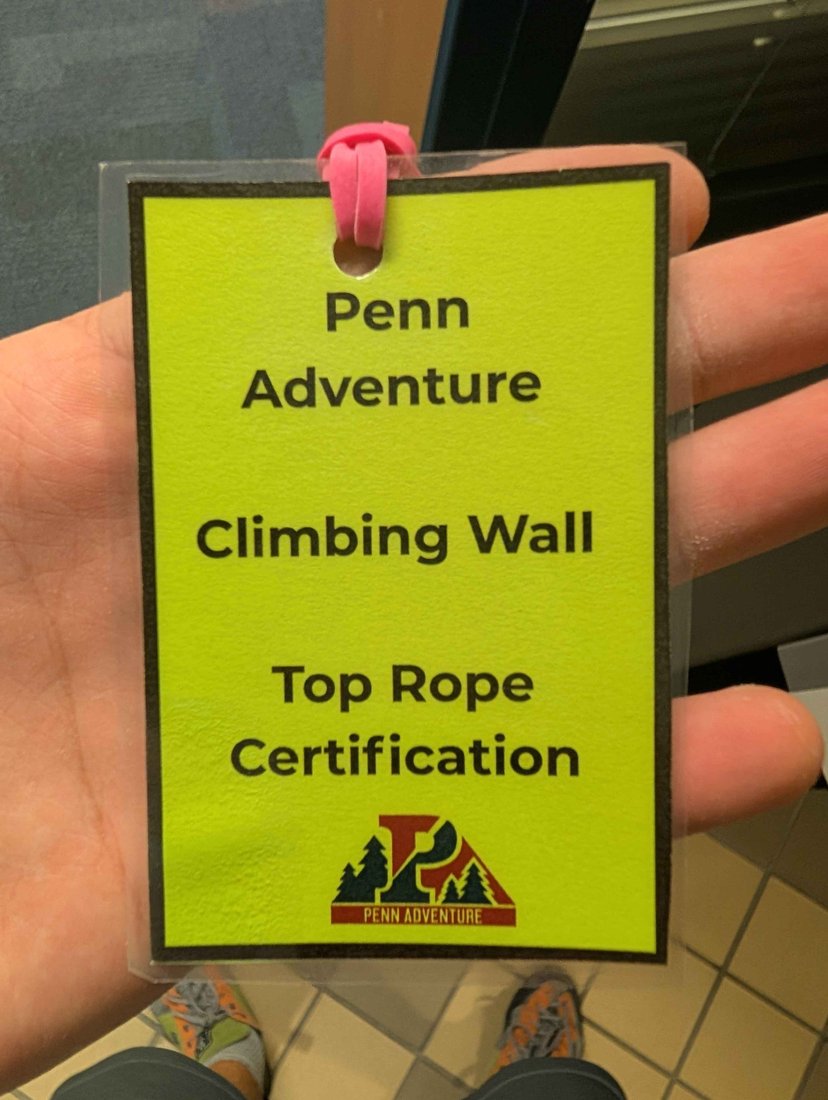 Penn
Adventure
Climbing Wall
Top Rope
Certification
P
PENN ADVENTURE